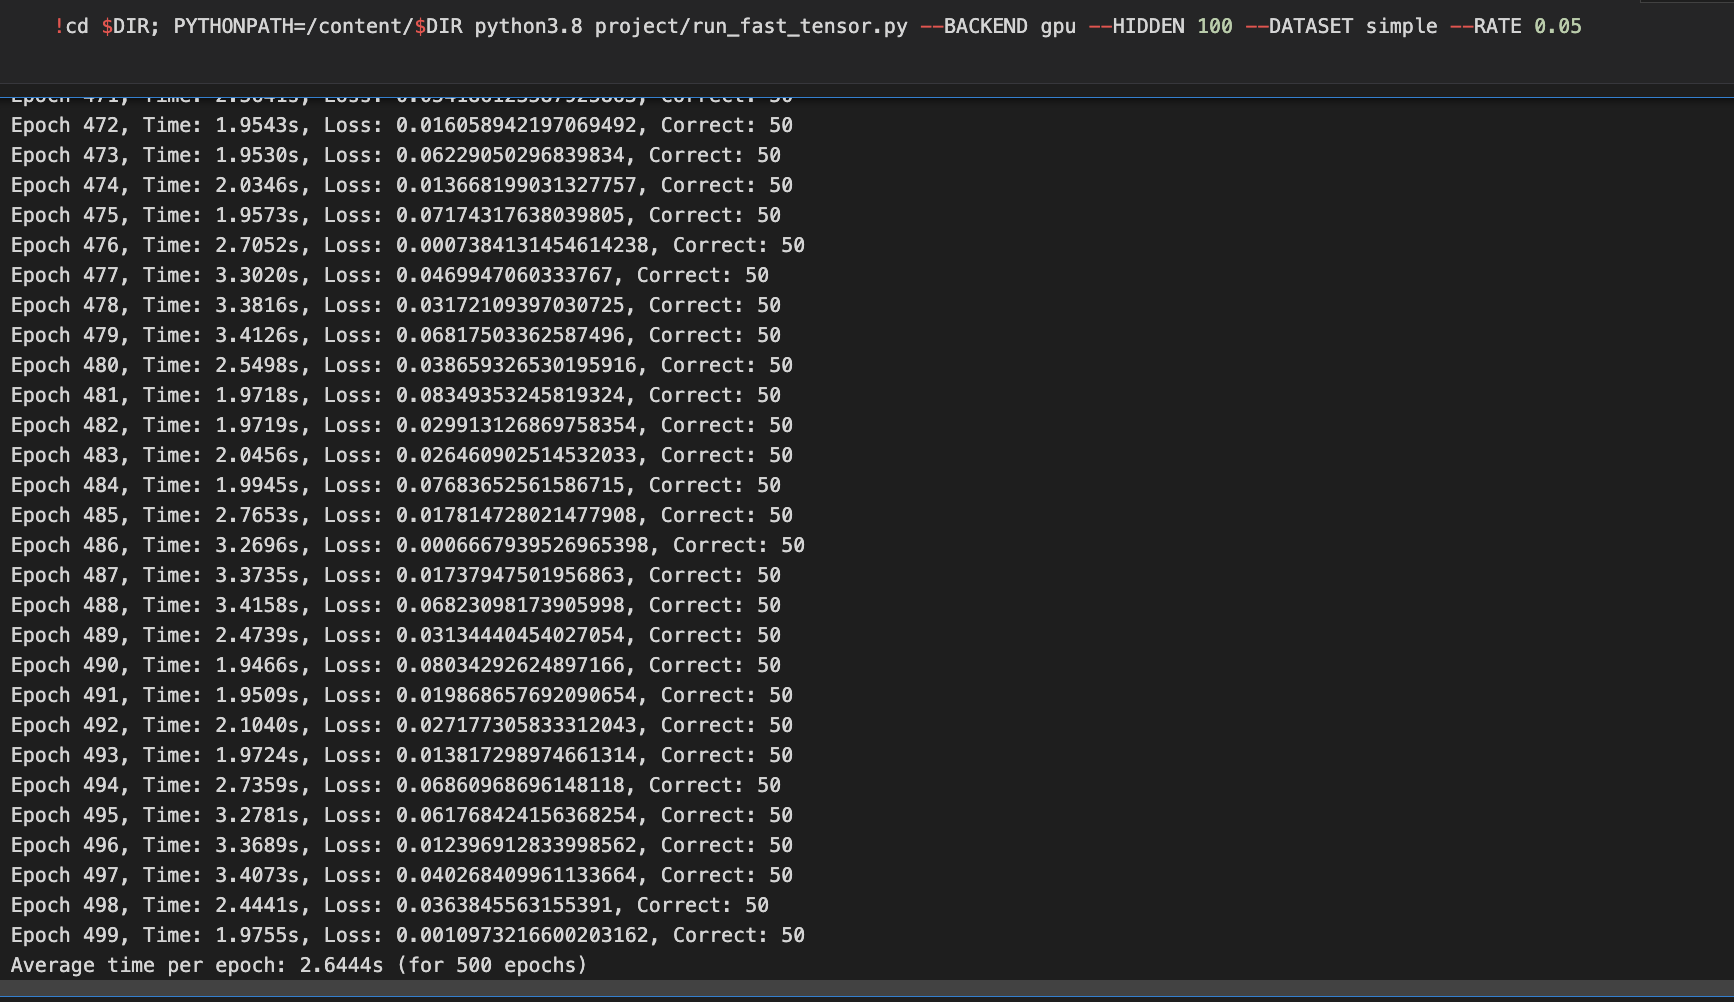 !cd $DIR; PYTHONPATH=/content/$DIR python3.8 project/run_fast_tensor.py --BACKEND gpu --HIDDEN 100 --DATASET simple --RATE 0.05
Epoch 472, Time: 1.9543s, Loss: 0.016058942197069492, Correct: 50
Epoch 473, Time: 1.9530s, Loss: 0.06229050296839834, Correct: 50
Epoch 474, Time: 2.0346s, Loss: 0.013668199031327757, Correct: 50
Epoch 475, Time: 1.9573s, Loss: 0.07174317638039805, Correct: 50
Epoch 476, Time: 2.7052s, Loss: 0.0007384131454614238, Correct: 50
Epoch 477, Time: 3.3020s, Loss: 0.0469947060333767, Correct: 50
Epoch 478, Time: 3.3816s, Loss: 0.03172109397030725, Correct: 50
Epoch 479, Time: 3.4126s, Loss: 0.06817503362587496, Correct: 50
Epoch 480, Time: 2.5498s, Loss: 0.038659326530195916, Correct: 50
Epoch 481, Time: 1.9718s, Loss: 0.08349353245819324, Correct: 50
Epoch 482, Time: 1.9719s, Loss: 0.029913126869758354, Correct: 50
Epoch 483, Time: 2.0456s, Loss: 0.026460902514532033, Correct: 50
Epoch 484, Time: 1.9945s, Loss: 0.07683652561586715, Correct: 50
Epoch 485, Time: 2.7653s, Loss: 0.017814728021477908, Correct: 50
Epoch 486, Time: 3.2696s, Loss: 0.0006667939526965398, Correct: 50
Epoch 487, Time: 3.3735s, Loss: 0.01737947501956863, Correct: 50
Epoch 488, Time: 3.4158s, Loss: 0.06823098173905998, Correct: 50
Epoch 489, Time: 2.4739s, Loss: 0.03134440454027054, Correct: 50
Epoch 490, Time: 1.9466s, Loss: 0.08034292624897166, Correct: 50
Epoch 491, Time: 1.9509s, Loss: 0.019868657692090654, Correct: 50
Epoch 492, Time: 2.1040s, Loss: 0.027177305833312043, Correct: 50
Epoch 493, Time: 1.9724s, Loss: 0.013817298974661314, Correct: 50
Epoch 494, Time: 2.7359s, Loss: 0.06860968696148118, Correct: 50
Epoch 495, Time: 3.2781s, Loss: 0.061768424156368254, Correct: 50
Epoch 496, Time: 3.3689s, Loss: 0.012396912833998562, Correct: 50
Epoch 497, Time: 3.4073s, Loss: 0.040268409961133664, Correct: 50
Epoch 498, Time: 2.4441s, Loss: 0.0363845563155391, Correct: 50
Epoch 499, Time: 1.9755s, Loss: 0.0010973216600203162, Correct: 50
Average time per epoch: 2.6444s (for 500 epochs)